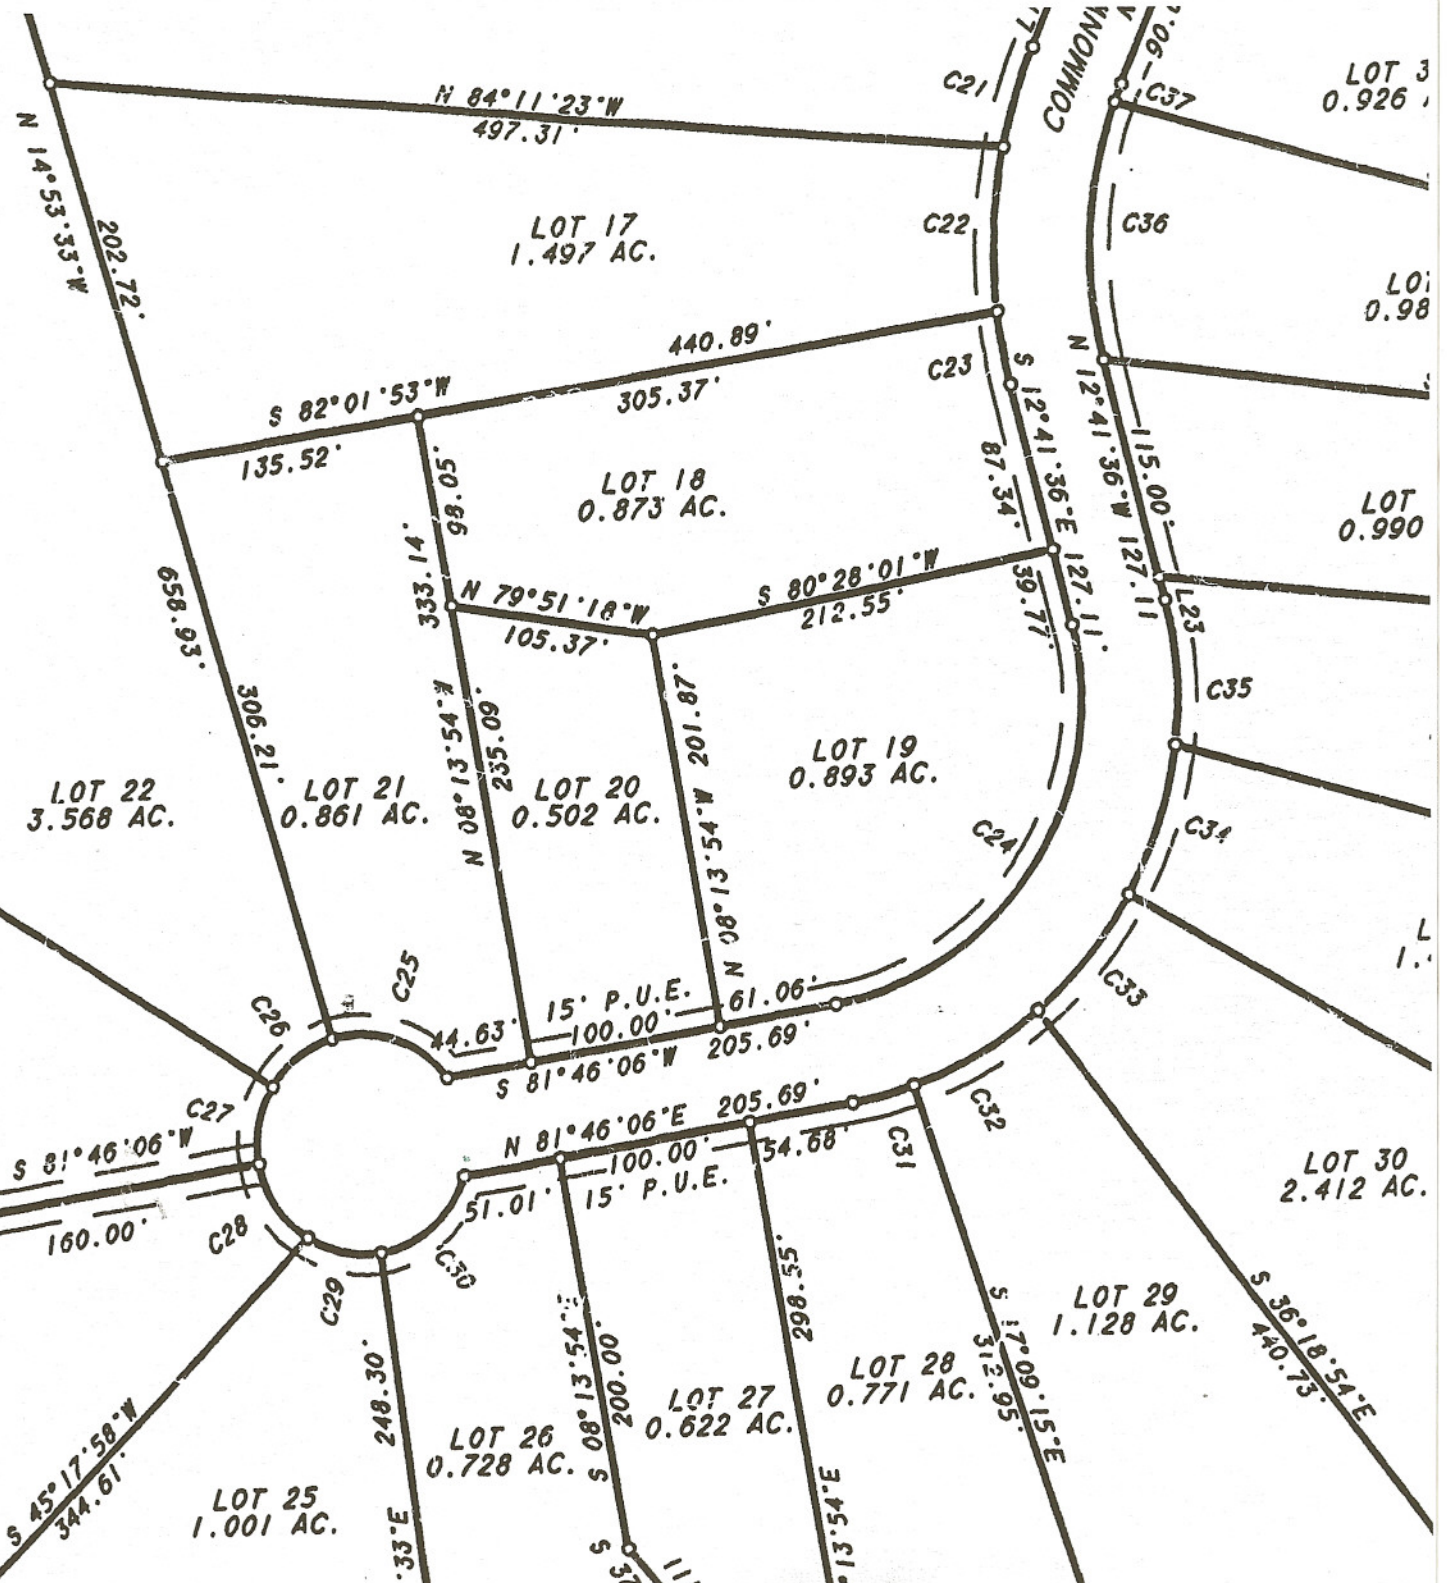 C21
COMMON
90.
C37
LOT 3
0.926
N 84°11'23"W
497.31'
N 14°53'33"W
202.72'
LOT 17
1.497 AC.
C22
C36
LOT
0.98
440.89'
305.37'
S 82°01'53"W
135.52'
C23
S 12°41'36"E 127.11'
87.34'
39.77'
N 12°41'36"W 127.11
115.00'
L23
LOT
0.990
98.05'
333.14'
LOT 18
0.873 AC.
N 79°51'18"W
105.37'
S 80°28'01"W
212.55'
658.93'
306.21'
N 08°13'54"W
235.09'
N 08°13'54"W 201.87'
C35
LOT 22
3.568 AC.
LOT 21
0.861 AC.
LOT 20
0.502 AC.
LOT 19
0.893 AC.
C24
C34
L
1.
C25
C26
C33
15' P.U.E.
61.06'
44.63'
100.00'
205.69'
S 81°46'06"W
C27
S 81°46'06"W
160.00'
N 81°46'06"E
205.69'
100.00'
54.68'
51.01'
15' P.U.E.
C31
C32
C28
C29
C30
LOT 30
2.412 AC.
248.30'
S 08°13'54"E
200.00'
298.55'
S 17°09'15"E
312.95'
LOT 29
1.128 AC.
S 36°18'54"E
440.73'
LOT 28
0.771 AC.
LOT 27
0.622 AC.
LOT 26
0.728 AC.
S 45°17'58"W
344.61'
LOT 25
1.001 AC.
'33"E
°13'54"E
S 37
11